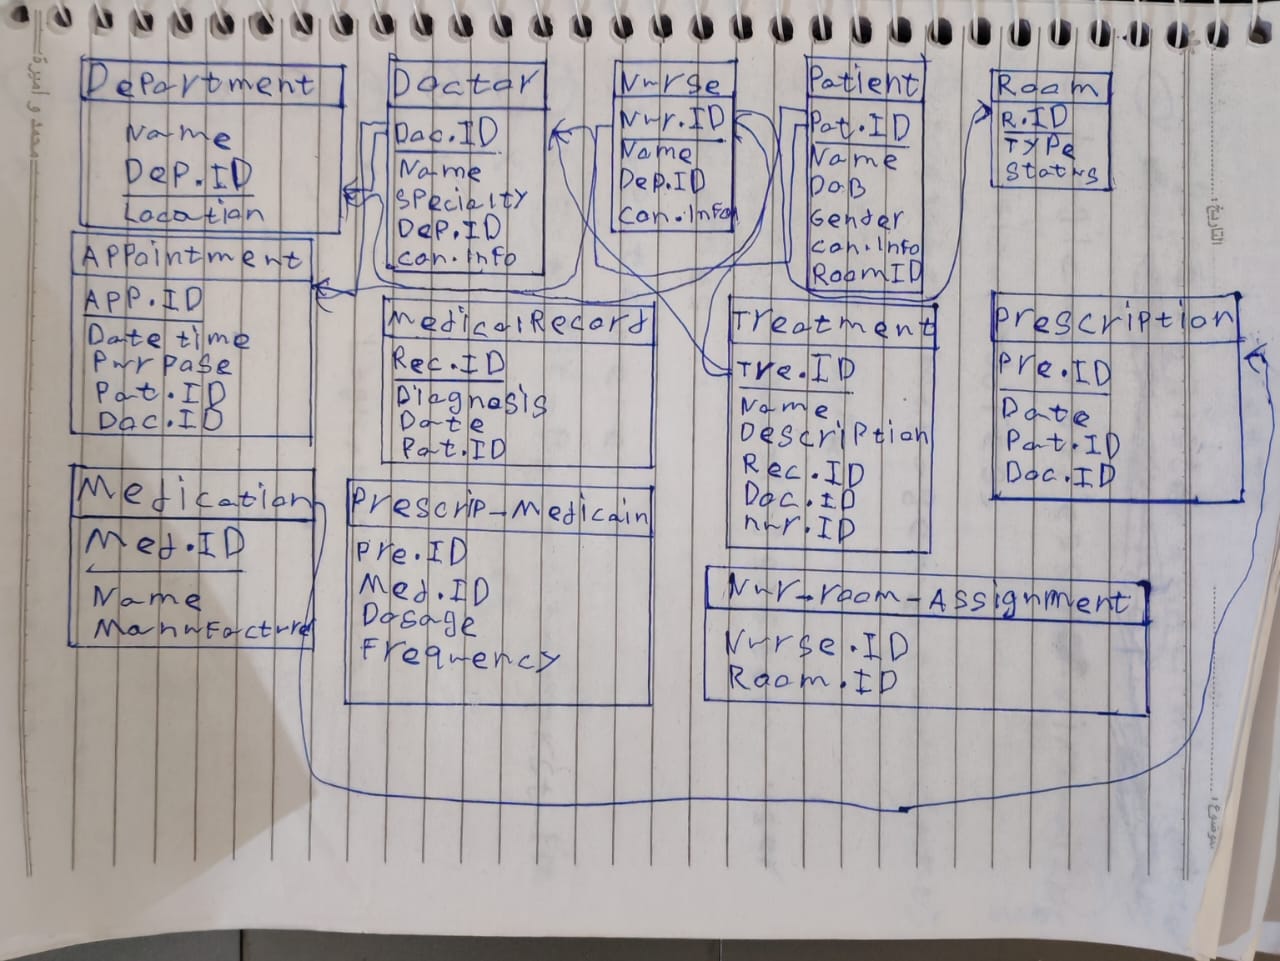 Department
Name
Dep.ID
Location
Doctor
Doc.ID
Name
Specialty
Dep.ID
Con.info
Nurse
Nur.ID
Name
Dep.ID
Con.info
Patient
Pat.ID
Name
DoB
Gender
Con.info
RoomID
Room
R.ID
Type
Status
Appointment
App.ID
Date time
Purpose
Pat.ID
Doc.ID
MedicalRecord
Rec.ID
Diagnosis
Date
Pat.ID
Treatment
Tre.ID
Name
Description
Rec.ID
Doc.ID
nur.ID
Prescription
Pre.ID
Date
Pat.ID
Doc.ID
Medication
Med.ID
Name
Manufacture
Prescrip_Medicain
Pre.ID
Med.ID
Dosage
Frequency
Nur_room_Assignment
Nurse.ID
Room.ID
التاريخ:
موضوع: